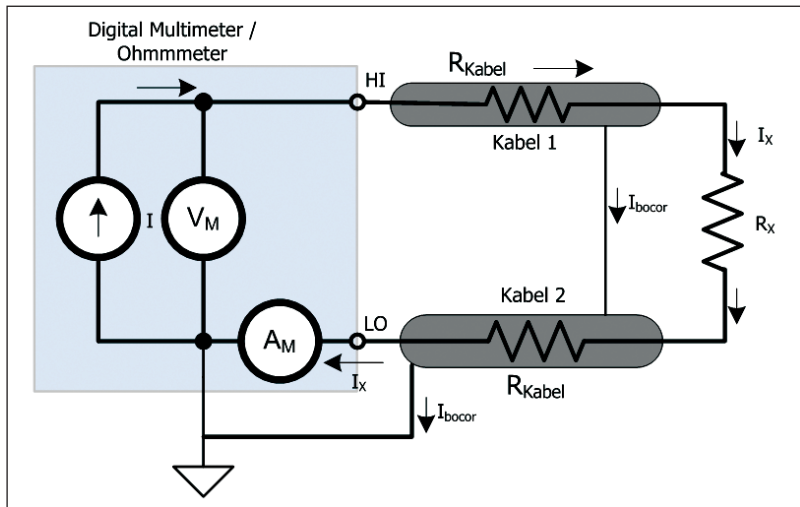 Digital Multimeter /
Ohmmmeter
HI
RKabel
Kabel 1
IX
I
VM
Ibocor
RX
Kabel 2
LO
AM
IX
RKabel
Ibocor